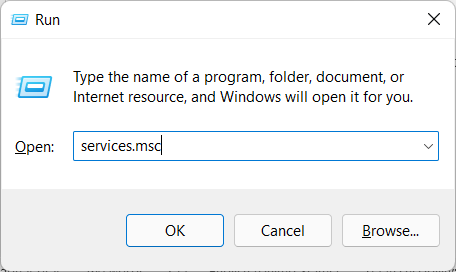 Run
Type the name of a program, folder, document, or
Internet resource, and Windows will open it for you.
Open: services.msc
OK Cancel Browse...